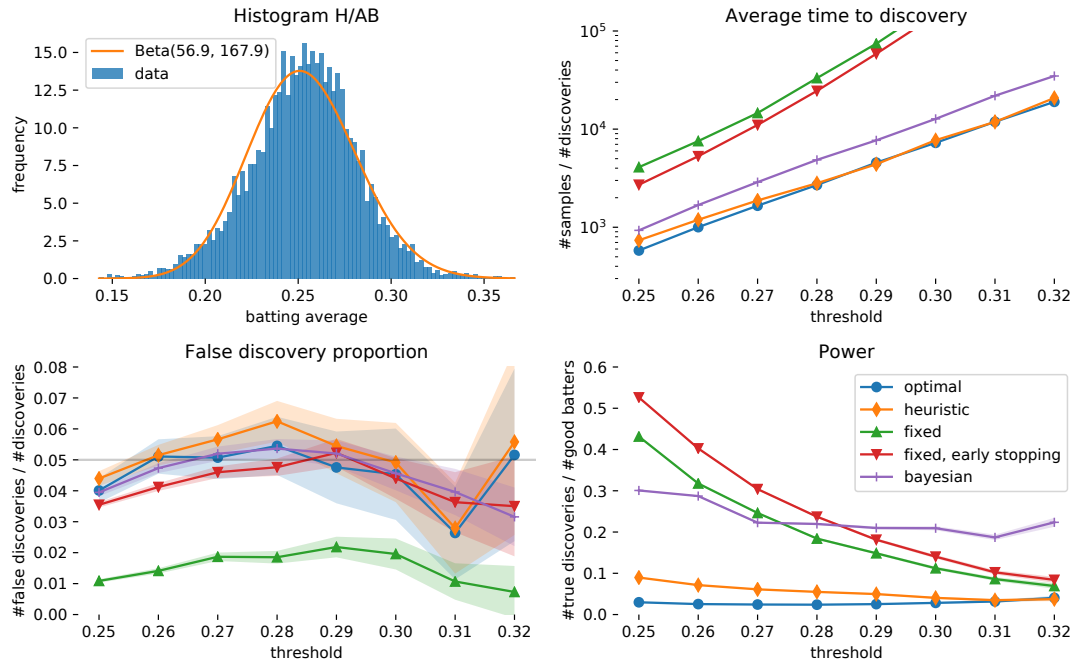 Histogram H/AB
frequency
15.0
12.5
10.0
7.5
5.0
2.5
0.0
Beta(56.9, 167.9)
data
0.15 0.20 0.25 0.30 0.35
batting average
Average time to discovery
#samples / #discoveries
10^5
10^4
10^3
0.25 0.26 0.27 0.28 0.29 0.30 0.31 0.32
threshold
False discovery proportion
#false discoveries / #discoveries
0.08
0.07
0.06
0.05
0.04
0.03
0.02
0.01
0.00
0.25 0.26 0.27 0.28 0.29 0.30 0.31 0.32
threshold
Power
#true discoveries / #good batters
0.6
0.5
0.4
0.3
0.2
0.1
0.0
optimal
heuristic
fixed
fixed, early stopping
bayesian
0.25 0.26 0.27 0.28 0.29 0.30 0.31 0.32
threshold